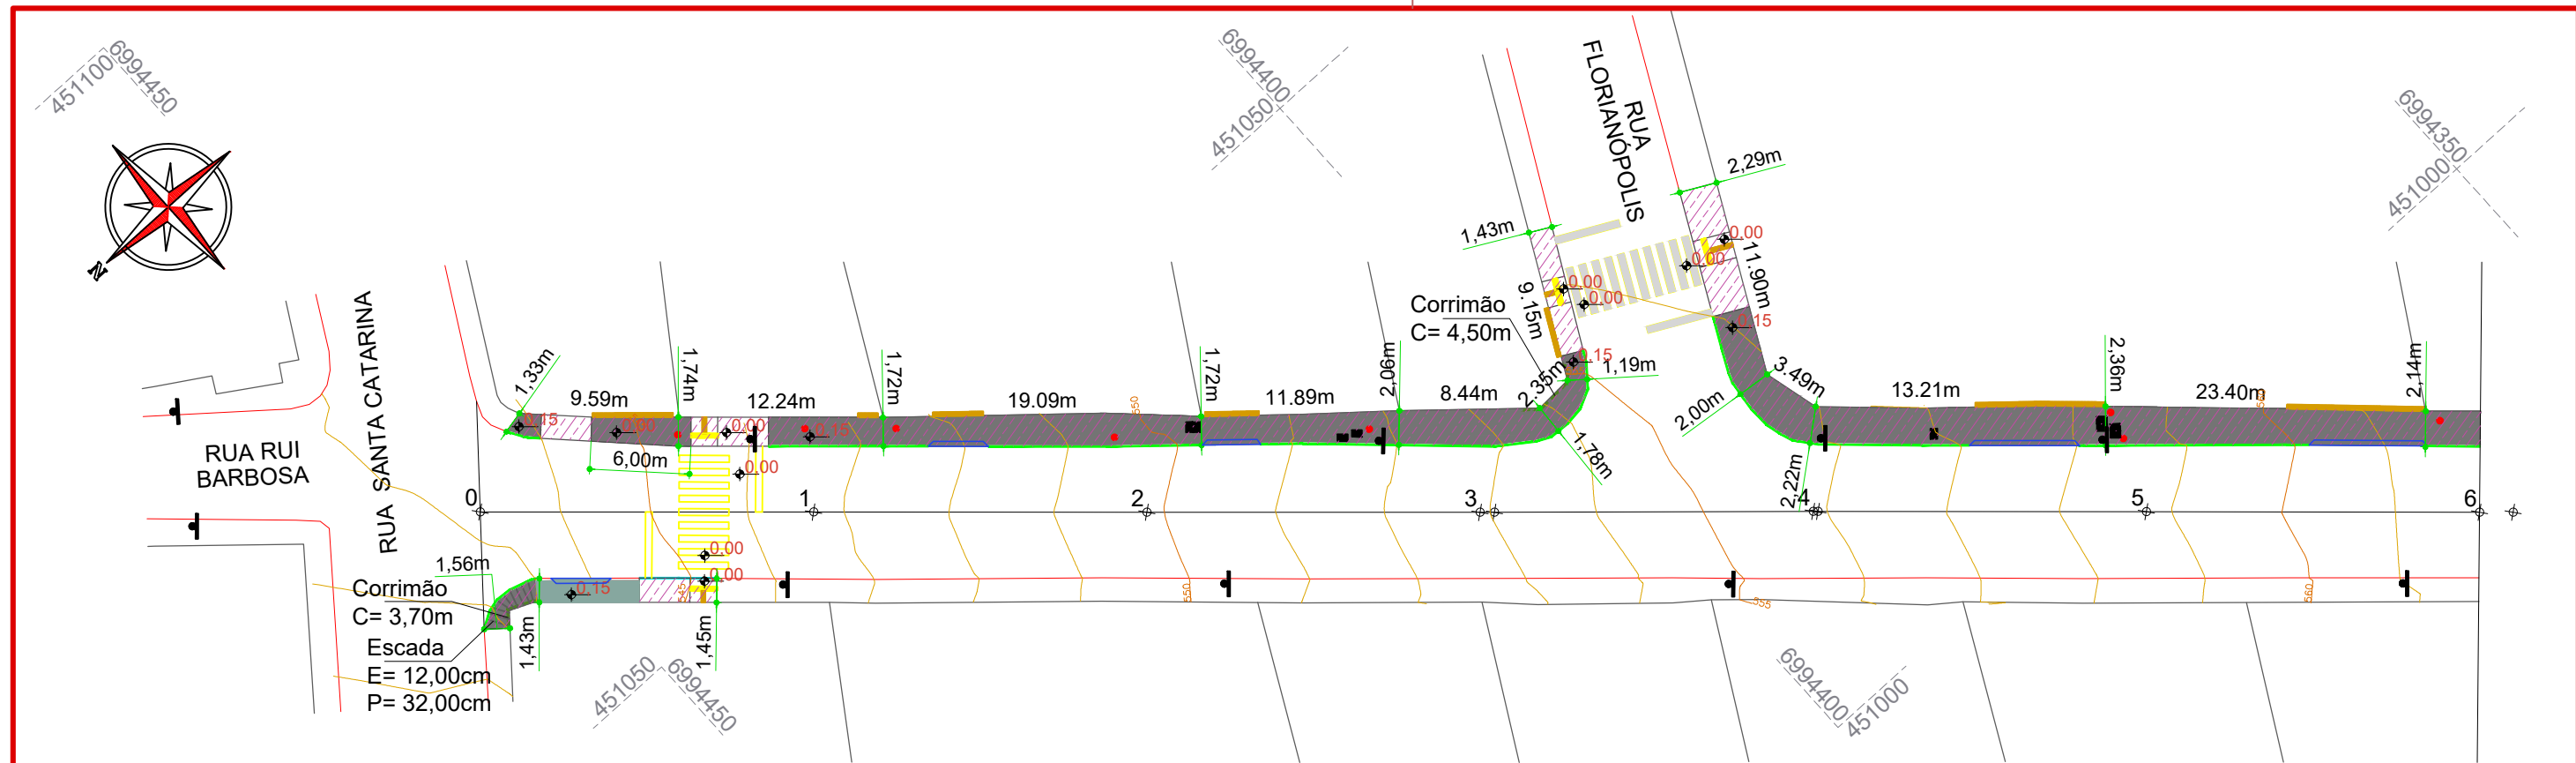 451100
6994450
6994400
451050
RUA
FLORIANÓPOLIS
6994350
451000
N
2,29m
1,43m
0.00
0.00
11.90m
0.00
0.00
9.15m
0.15
Corrimão
C= 4,50m
0.15
1,19m
2.35m
1,33m
9.59m
1,74m
12.24m
1,72m
19.09m
550
1,72m
11.89m
2,06m
8.44m
1,78m
2,00m
3.49m
13.21m
2,36m
23.40m
560
2,14m
0.15
0.00
0.00
0.15
6,00m
0.00
2,22m
RUA SANTA CATARINA
RUA RUI
BARBOSA
0
1
2
3
4
5
6
0.00
0.00
1,56m
0.15
545
550
555
560
Corrimão
C= 3,70m
Escada
E= 12,00cm
P= 32,00cm
1,43m
1,45m
451050
6994450
6994400
451000